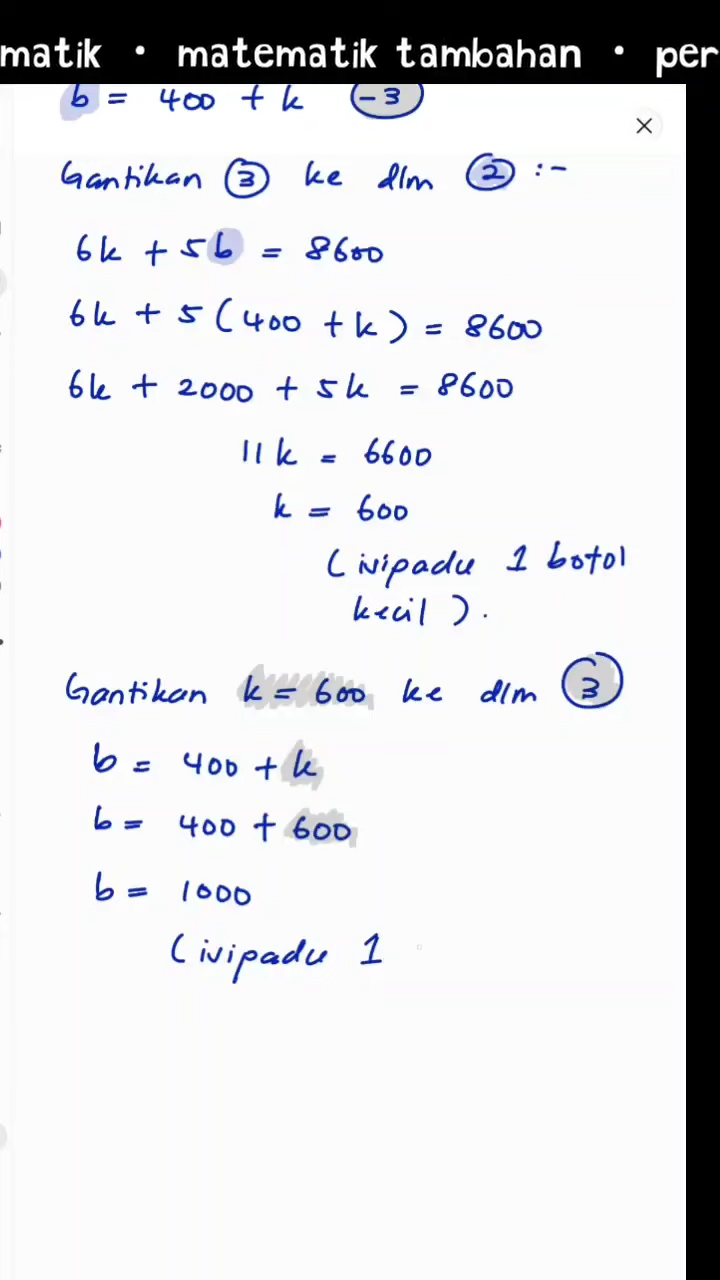 matik • matematik tambahan • per
b = 400 + k (-3)
Gantikan (3) ke dlm (2) :-
6k + 5b = 8600
6k + 5 (400 + k) = 8600
6k + 2000 + 5k = 8600
11k = 6600
k = 600
(isipadu 1 botol
kecil).
Gantikan k = 600 ke dlm (3)
b = 400 + k
b = 400 + 600
b = 1000
(isipadu 1